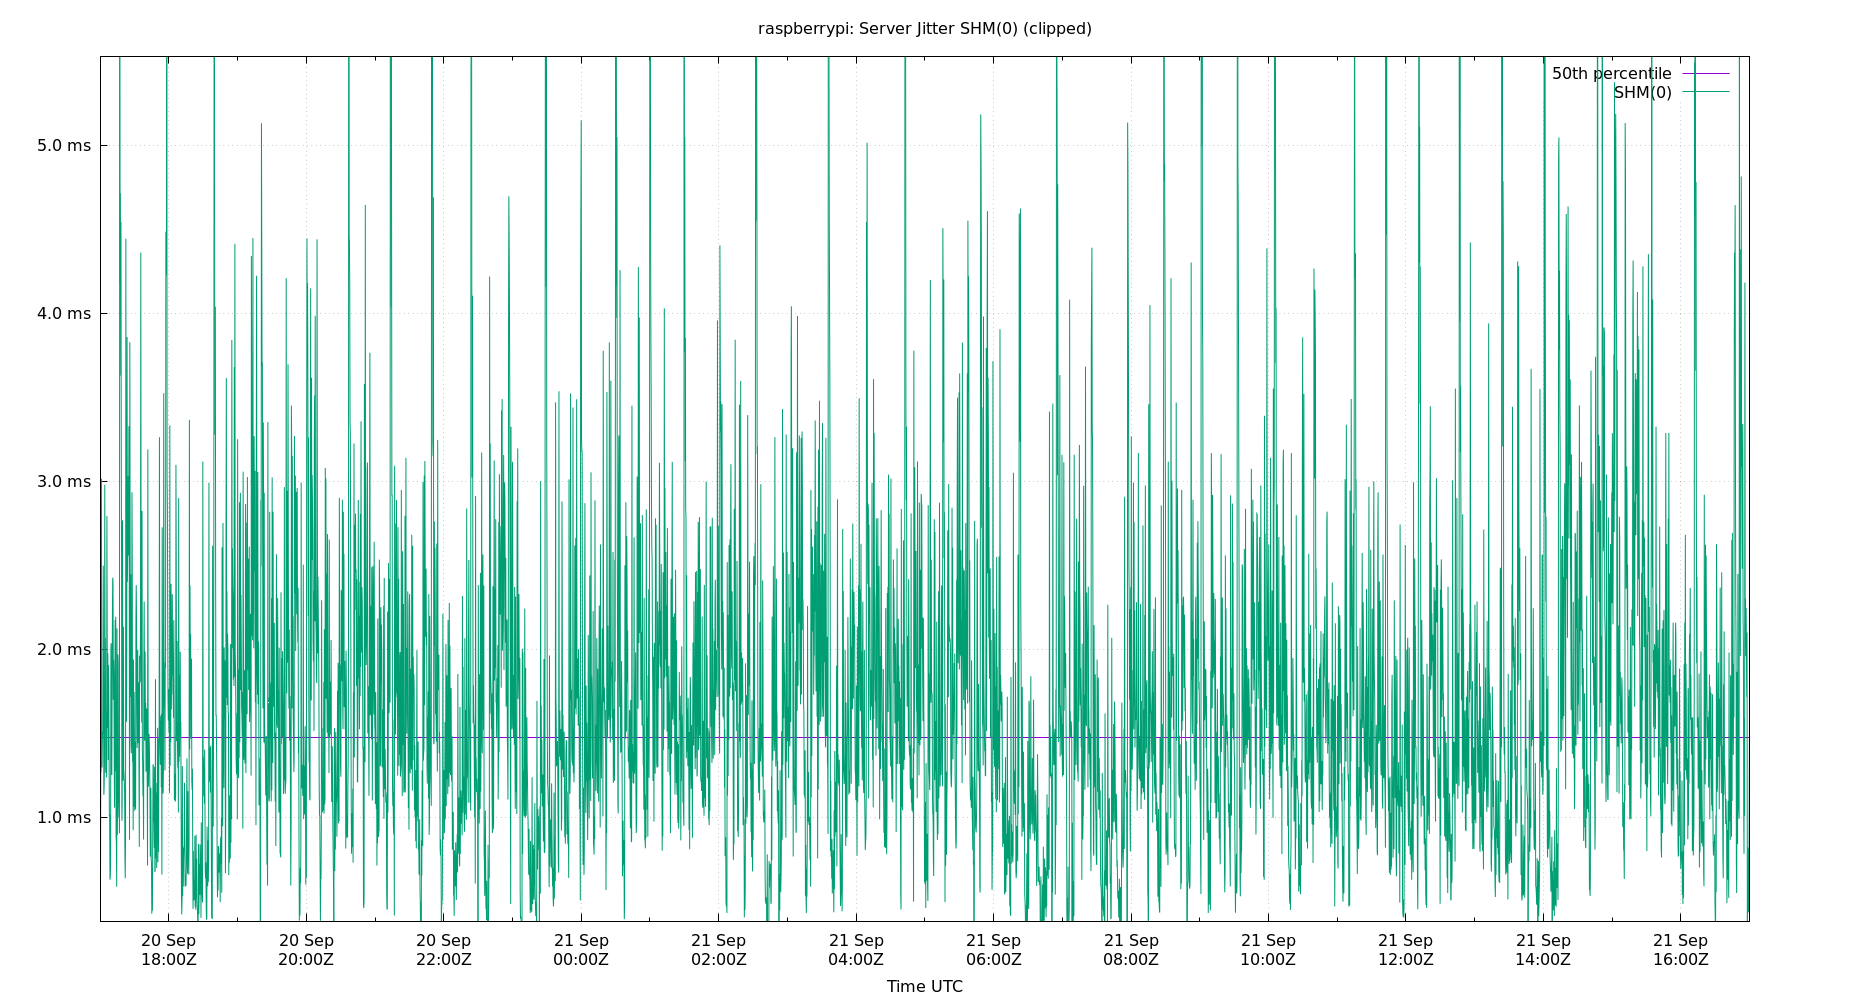 raspberrypi: Server Jitter SHM(0) (clipped)
50th percentile
SHM(0)
5.0 ms
4.0 ms
3.0 ms
2.0 ms
1.0 ms
20 Sep 20 Sep 20 Sep 21 Sep 21 Sep 21 Sep 21 Sep 21 Sep 21 Sep 21 Sep 21 Sep 21 Sep
18:00Z 20:00Z 22:00Z 00:00Z 02:00Z 04:00Z 06:00Z 08:00Z 10:00Z 12:00Z 14:00Z 16:00Z
Time UTC